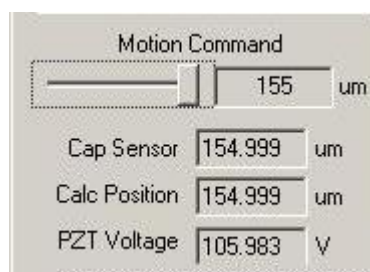 Motion Command
155 um
Cap Sensor 154.999 um
Calc Position 154.999 um
PZT Voltage 105.983 V